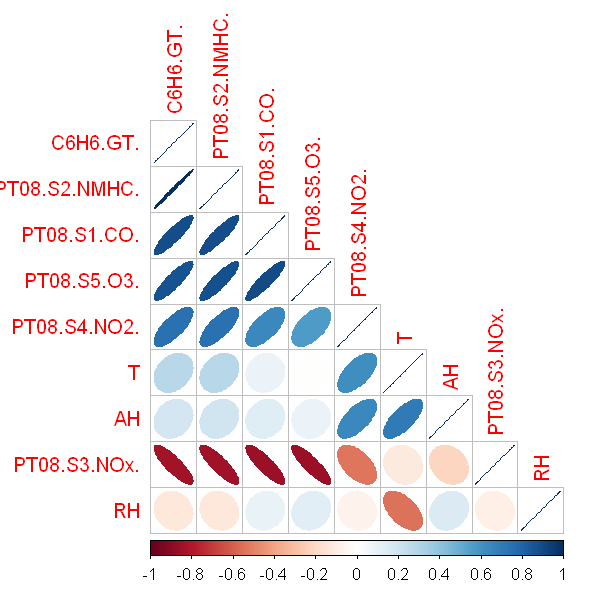 C6H6.GT.
PT08.S2.NMHC.
PT08.S1.CO.
PT08.S5.O3.
PT08.S4.NO2.
T
AH
PT08.S3.NOx.
RH
C6H6.GT.
PT08.S2.NMHC.
PT08.S1.CO.
PT08.S5.O3.
PT08.S4.NO2.
T
AH
PT08.S3.NOx.
RH
-1 -0.8 -0.6 -0.4 -0.2 0 0.2 0.4 0.6 0.8 1